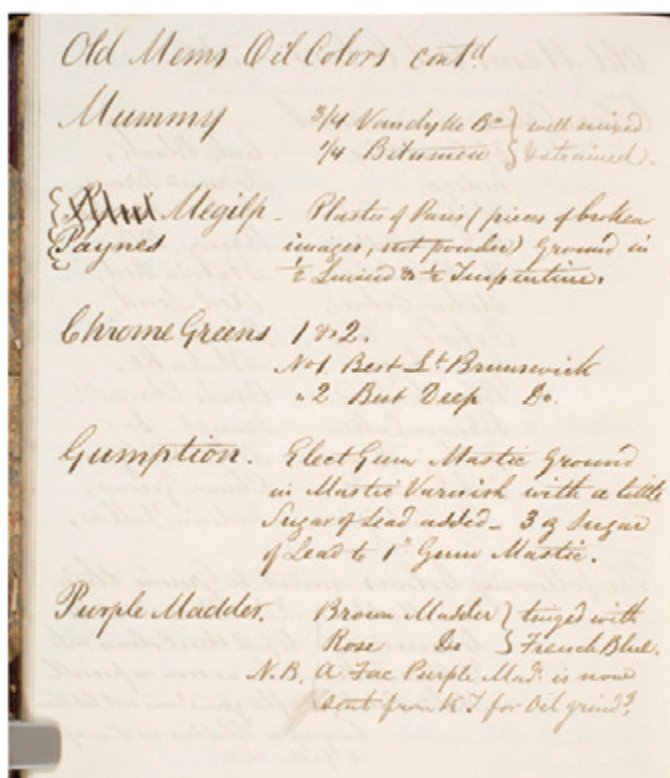 Old Mems Oil Colors contd
Mummy 3/4 Vandyke Bn } well mixed
1/4 Bitumen } & strained.
Megilp - Plaster of Paris (pieces of broken
Paynes images, not powder) Ground in
1/2 Linseed & 1/2 Turpentine.
Chrome Greens 1 & 2.
No 1 Best Lt Brunswick
" 2 Best Deep Do.
Gumption. Elect Gum Mastic Ground
in Mastic Varnish with a little
Sugar of Lead added - 3 of Sugar
of Lead to 1 Gum Mastic.
Purple Madder. Brown Madder } tinged with
Rose Do } French Blue.
N.B. A Fac Purple Madr is now
sent from K T for Oil grindg.